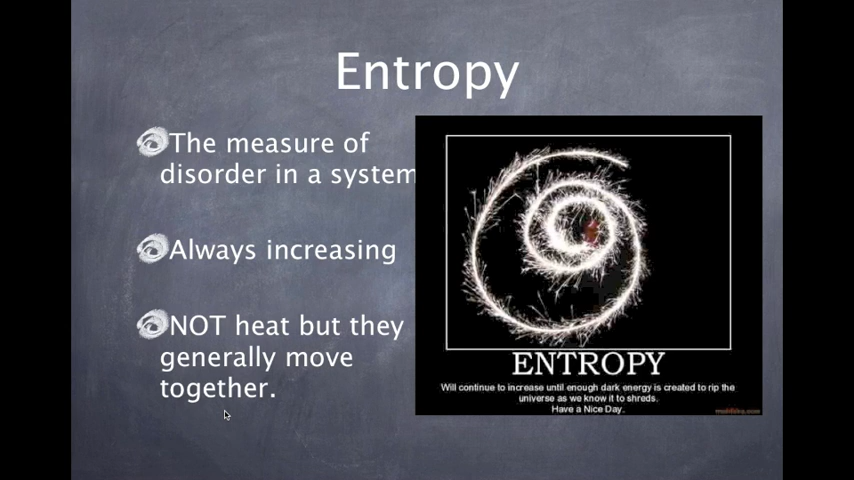 Entropy
The measure of
disorder in a system
Always increasing
NOT heat but they
generally move
together.
ENTROPY
Will continue to increase until enough dark energy is created to rip the
universe as we know it to shreds.
Have a Nice Day.